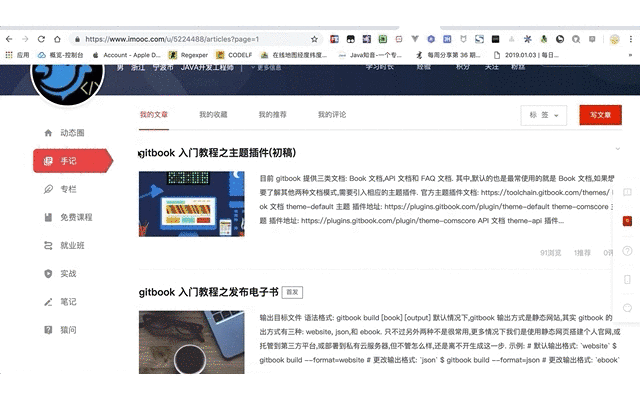 https://www.imooc.com/u/5224488/articles?page=1
应用 概览-控制台 Account - Apple D... Regexper CODELF 在线地图经度纬度... Java知音-一个专... 每周分享第 36 期... 2019.01.03 | 每日...
男 浙江 宁波市 JAVA开发工程师 更多信息 学习时长 经验 积分 关注 粉丝
我的文章 我的收藏 我的推荐 我的评论 标 签 写文章
动态圈
手记
专栏
免费课程
就业班
实战
笔记
猿问
gitbook 入门教程之主题插件(初稿)
目前 gitbook 提供三类文档: Book 文档,API 文档和 FAQ 文档. 其中,默认的也是最常使用的就是 Book 文档,如果想
要了解其他两种文档模式,需要引入相应的主题插件. 官方主题插件文档: https://toolchain.gitbook.com/themes/
ok 文档 theme-default 主题 插件地址: https://plugins.gitbook.com/plugin/theme-default theme-comscore 主
题 插件地址: https://plugins.gitbook.com/plugin/theme-comscore API 文档 theme-api 插件...
91浏览 1推荐
gitbook 入门教程之发布电子书 首发
输出目标文件 语法格式: gitbook build [book] [output] 默认情况下,gitbook 输出方式是静态网站,其实 gitbook 的
出方式有三种: website, json,和 ebook. 只不过另外两种不是很常用,更多情况下我们是使用静态网页搭建个人官网,或
托管到第三方平台,或部署到私有云服务器,但不管怎么样,还是离不开生成这一步. 示例: # 默认输出格式: `website` $
gitbook build --format=website # 更改输出格式: `json` $ gitbook build --format=json # 更改输出格式: `ebook`